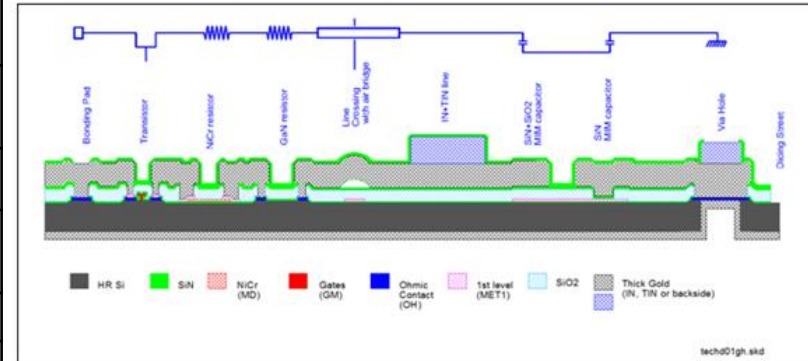 Bonding Pad
Transistor
NiCr resistor
GaN resistor
Line
Crossing
with air bridge
IN+TIN line
SiN+SiO2
MIM capacitor
SiN
MIM capacitor
Via Hole
Dicing Street
HR Si
SiN
NiCr
(MD)
Gates
(GM)
Ohmic
Contact
(OH)
1st level
(MET1)
SiO2
Thick Gold
(IN, TIN or backside)
techd01gh.skd